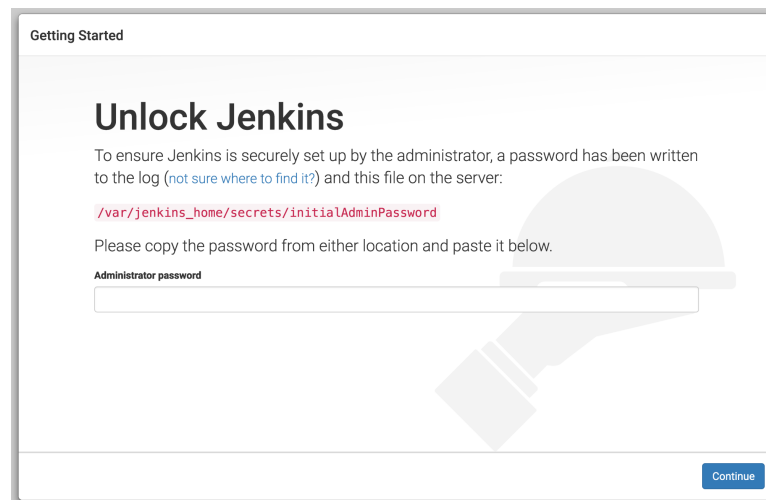 Getting Started
Unlock Jenkins
To ensure Jenkins is securely set up by the administrator, a password has been written
to the log (not sure where to find it?) and this file on the server:
/var/jenkins_home/secrets/initialAdminPassword
Please copy the password from either location and paste it below.
Administrator password
Continue